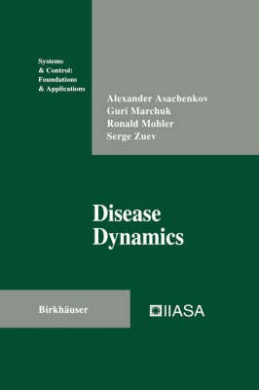 Systems
& Control:
Foundations
& Applications
Alexander Asachenkov
Guri Marchuk
Ronald Mohler
Serge Zuev
Disease
Dynamics
Birkhäuser
IIASA